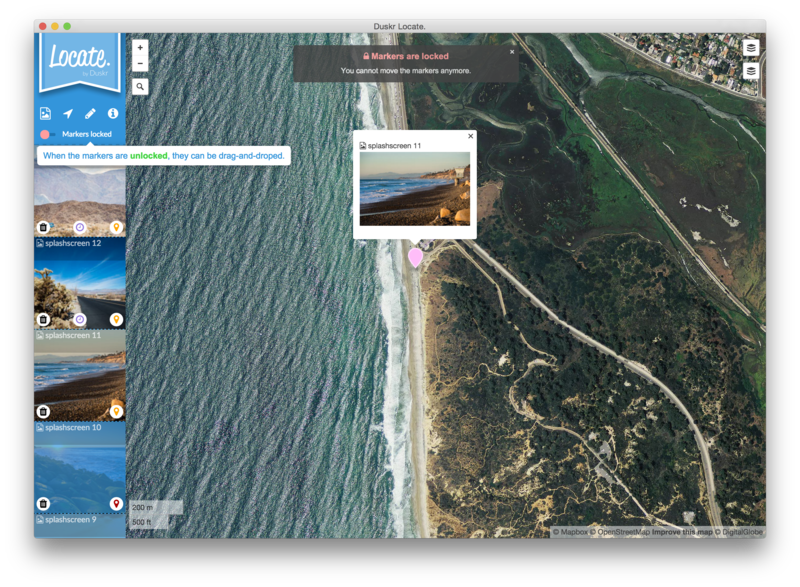 Duskr Locate.
Locate.
by Duskr
+
−
Markers are locked
×
You cannot move the markers anymore.
Markers locked
When the markers are unlocked, they can be drag-and-droped.
splashscreen 11
splashscreen 12
splashscreen 11
splashscreen 10
splashscreen 9
200 m
500 ft
© Mapbox © OpenStreetMap Improve this map © DigitalGlobe